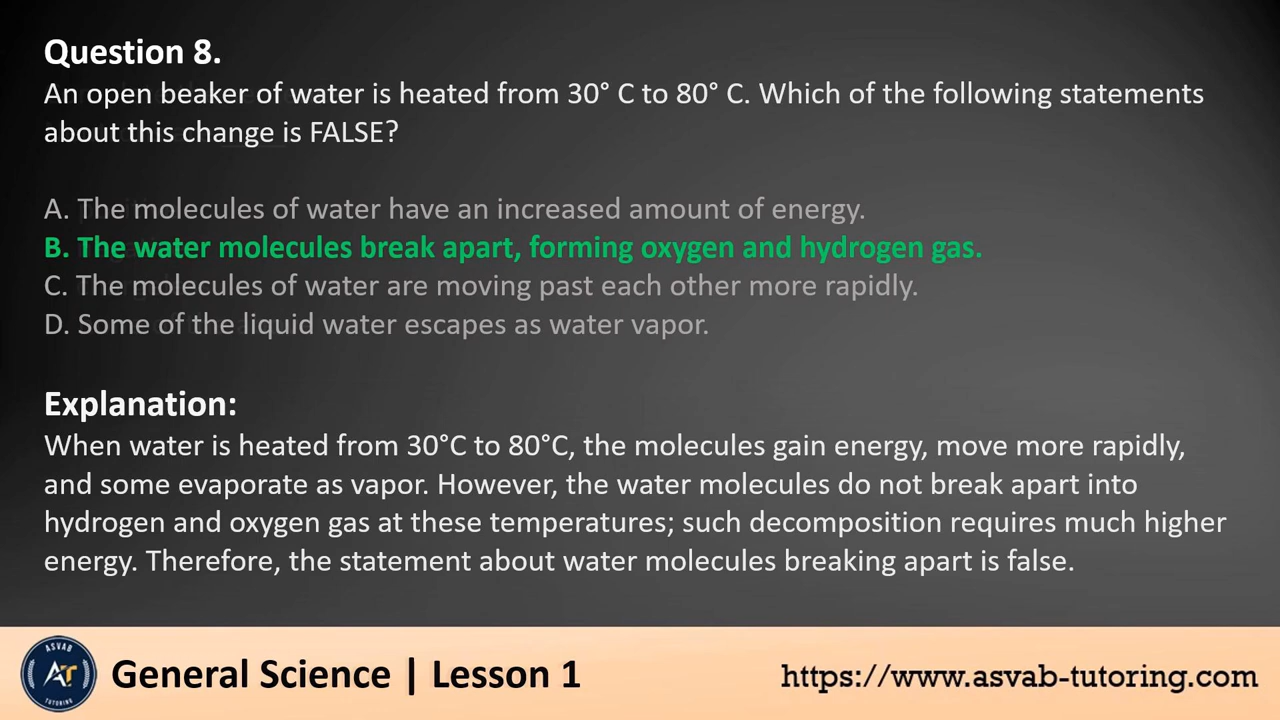 Question 8.
An open beaker of water is heated from 30° C to 80° C. Which of the following statements
about this change is FALSE?
A. The molecules of water have an increased amount of energy.
B. The water molecules break apart, forming oxygen and hydrogen gas.
C. The molecules of water are moving past each other more rapidly.
D. Some of the liquid water escapes as water vapor.
Explanation:
When water is heated from 30°C to 80°C, the molecules gain energy, move more rapidly,
and some evaporate as vapor. However, the water molecules do not break apart into
hydrogen and oxygen gas at these temperatures; such decomposition requires much higher
energy. Therefore, the statement about water molecules breaking apart is false.
ASVAB
AT
TUTORING
General Science | Lesson 1
https://www.asvab-tutoring.com